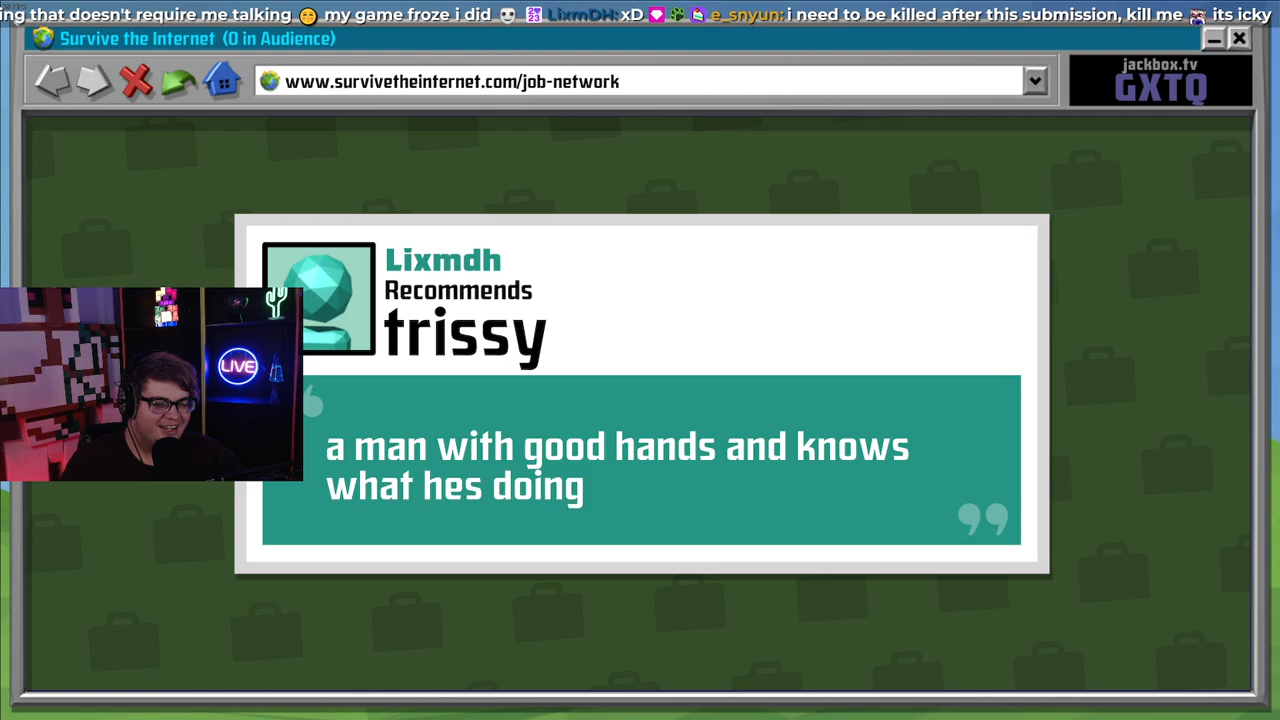 ing that doesn't require me talking my game froze i did LixmDH: xD e_snyun: i need to be killed after this submission, kill me its icky
Survive the Internet (0 in Audience)
www.survivetheinternet.com/job-network
jackbox.tv
GXTQ
Lixmdh
Recommends
trissy
a man with good hands and knows
what hes doing
LIVE